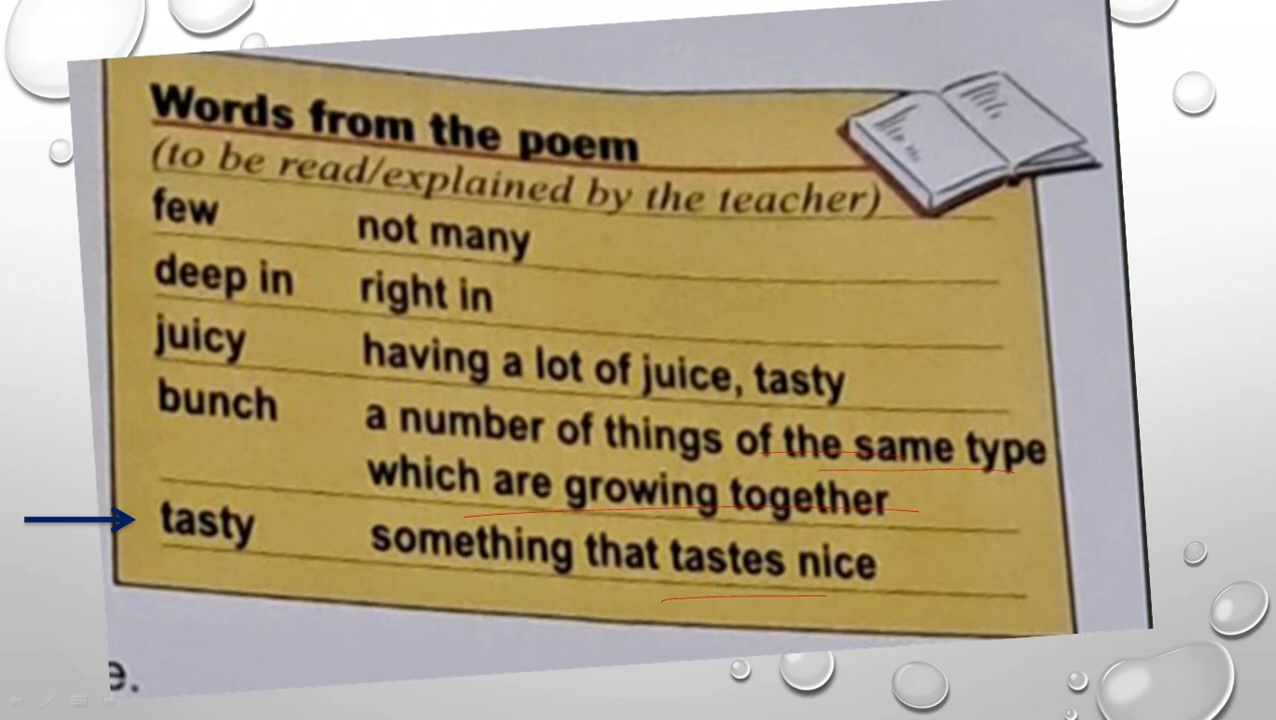 Words from the poem
(to be read/explained by the teacher)
few not many
deep in right in
juicy having a lot of juice, tasty
bunch a number of things of the same type
which are growing together
tasty something that tastes nice
e.